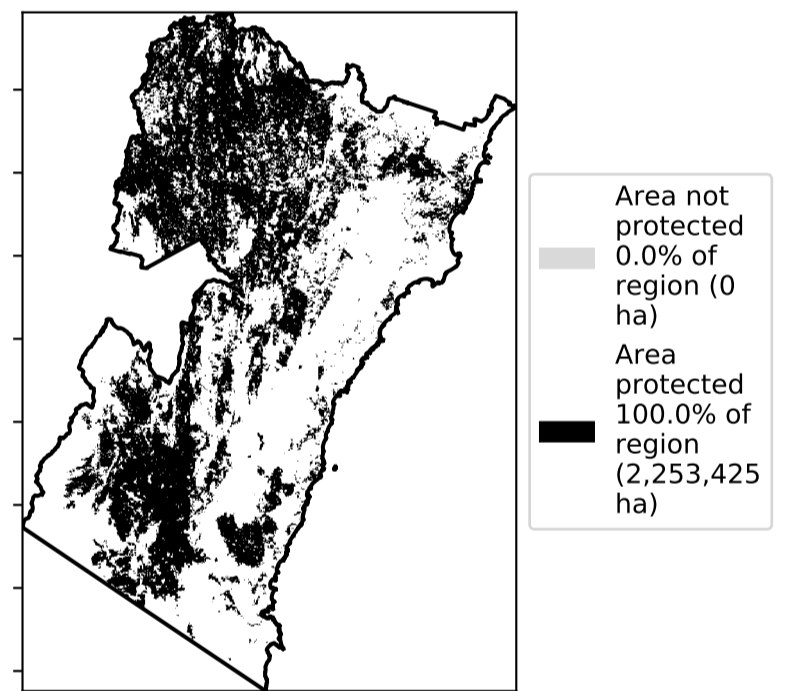 Area not
protected
0.0% of
region (0
ha)
Area
protected
100.0% of
region
(2,253,425
ha)